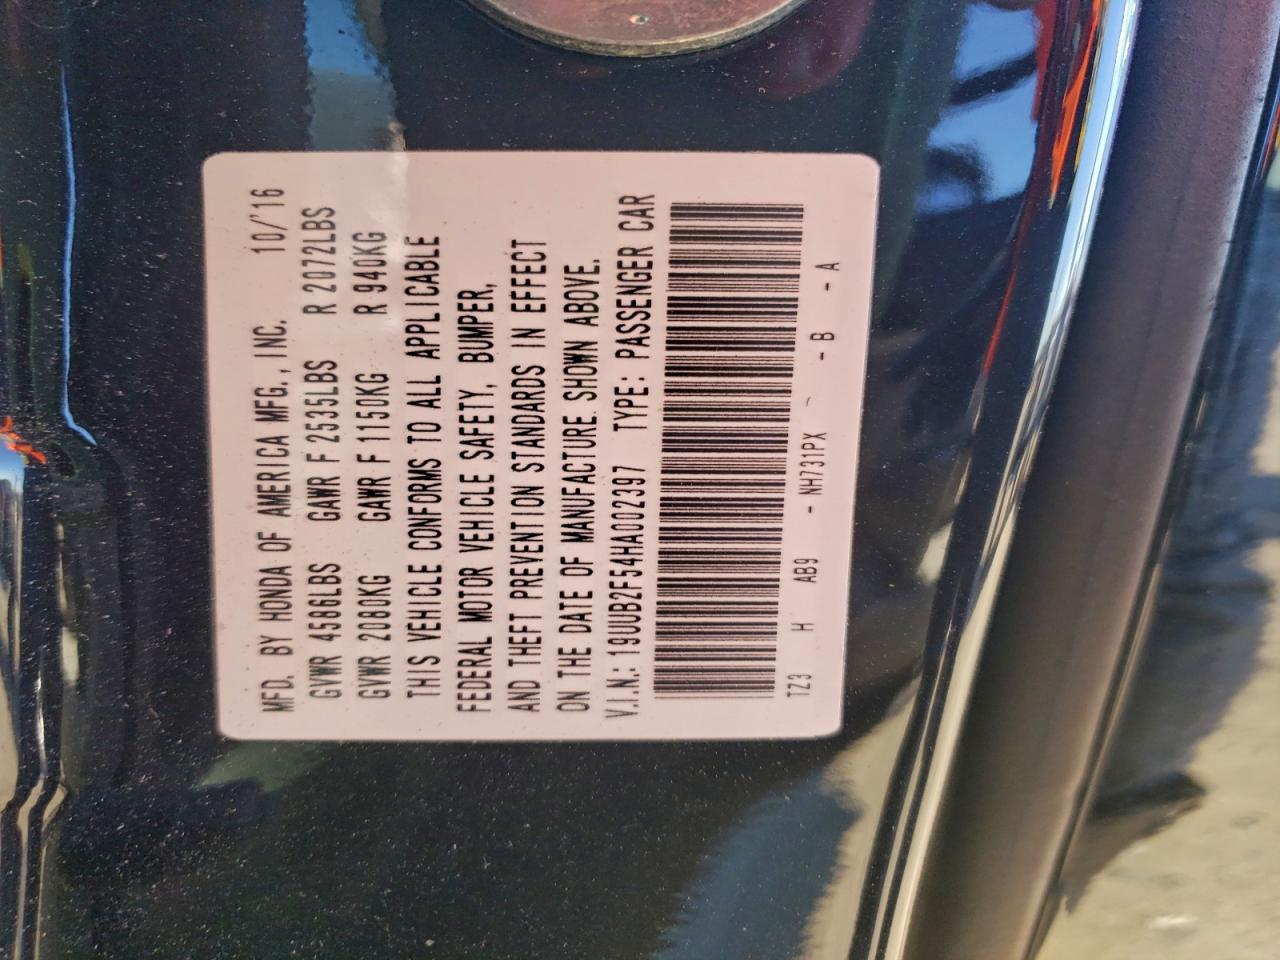 MFD. BY HONDA OF AMERICA MFG., INC. 10/'16
GVWR 4586LBS GAWR F 2535LBS R 2072LBS
GVWR 2080KG GAWR F 1150KG R 940KG
THIS VEHICLE CONFORMS TO ALL APPLICABLE
FEDERAL MOTOR VEHICLE SAFETY, BUMPER,
AND THEFT PREVENTION STANDARDS IN EFFECT
ON THE DATE OF MANUFACTURE SHOWN ABOVE.
V.I.N.: 19UUB2F54HA002397 TYPE: PASSENGER CAR
TZ3 H AB9 - NH731PX - - B - A